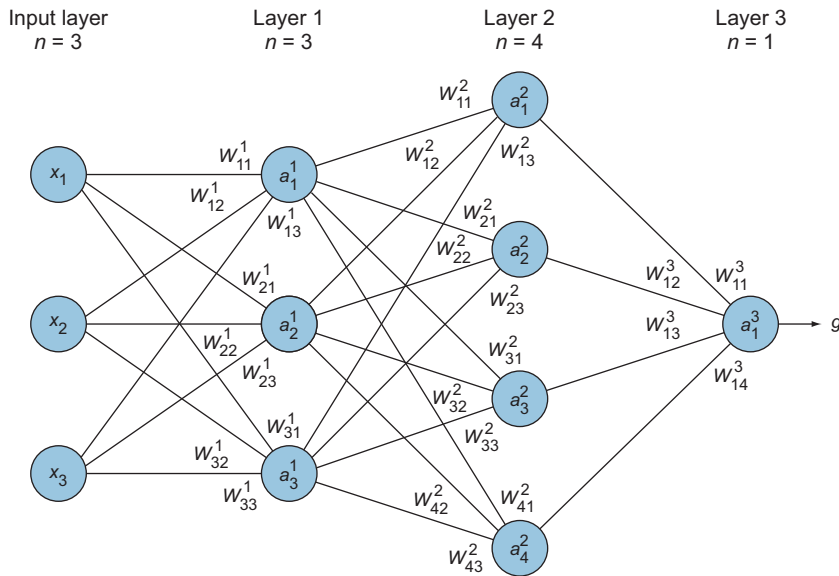 Input layer
n = 3
Layer 1
n = 3
Layer 2
n = 4
Layer 3
n = 1
W²₁₁
a²₁
W²₁₂
W²₁₃
x₁
W¹₁₁
W¹₁₂
a¹₁
W¹₁₃
W²₂₁
W²₂₂
a²₂
W²₂₃
W¹₂₁
x₂
a¹₂
W¹₂₂
W¹₂₃
W³₁₂
W³₁₁
W³₁₃
a³₁
W³₁₄
W²₃₁
W²₃₂
a²₃
W²₃₃
W¹₃₁
W¹₃₂
x₃
a¹₃
W¹₃₃
W²₄₂
W²₄₁
W²₄₃
a²₄